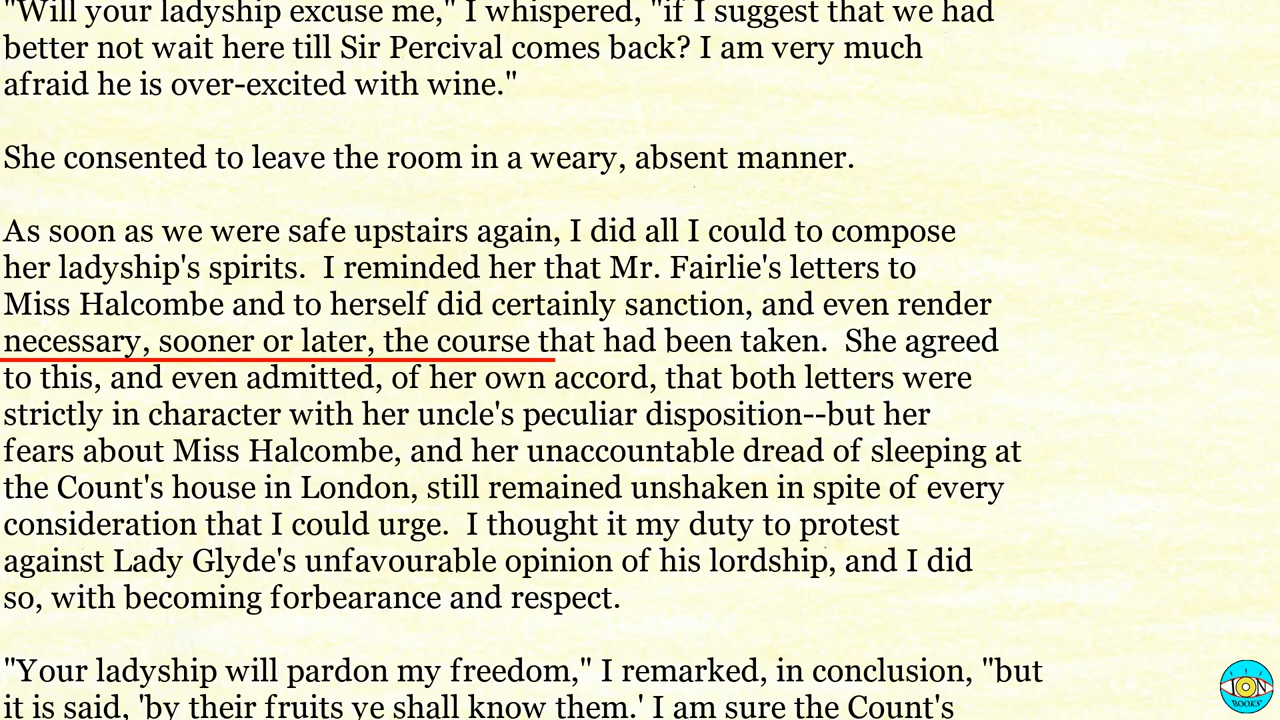 "Will your ladyship excuse me," I whispered, "if I suggest that we had
better not wait here till Sir Percival comes back? I am very much
afraid he is over-excited with wine."
She consented to leave the room in a weary, absent manner.
As soon as we were safe upstairs again, I did all I could to compose
her ladyship's spirits.  I reminded her that Mr. Fairlie's letters to
Miss Halcombe and to herself did certainly sanction, and even render
necessary, sooner or later, the course that had been taken.  She agreed
to this, and even admitted, of her own accord, that both letters were
strictly in character with her uncle's peculiar disposition--but her
fears about Miss Halcombe, and her unaccountable dread of sleeping at
the Count's house in London, still remained unshaken in spite of every
consideration that I could urge.  I thought it my duty to protest
against Lady Glyde's unfavourable opinion of his lordship, and I did
so, with becoming forbearance and respect.
"Your ladyship will pardon my freedom," I remarked, in conclusion, "but
it is said, 'by their fruits ye shall know them.' I am sure the Count's
ION
BOOKS